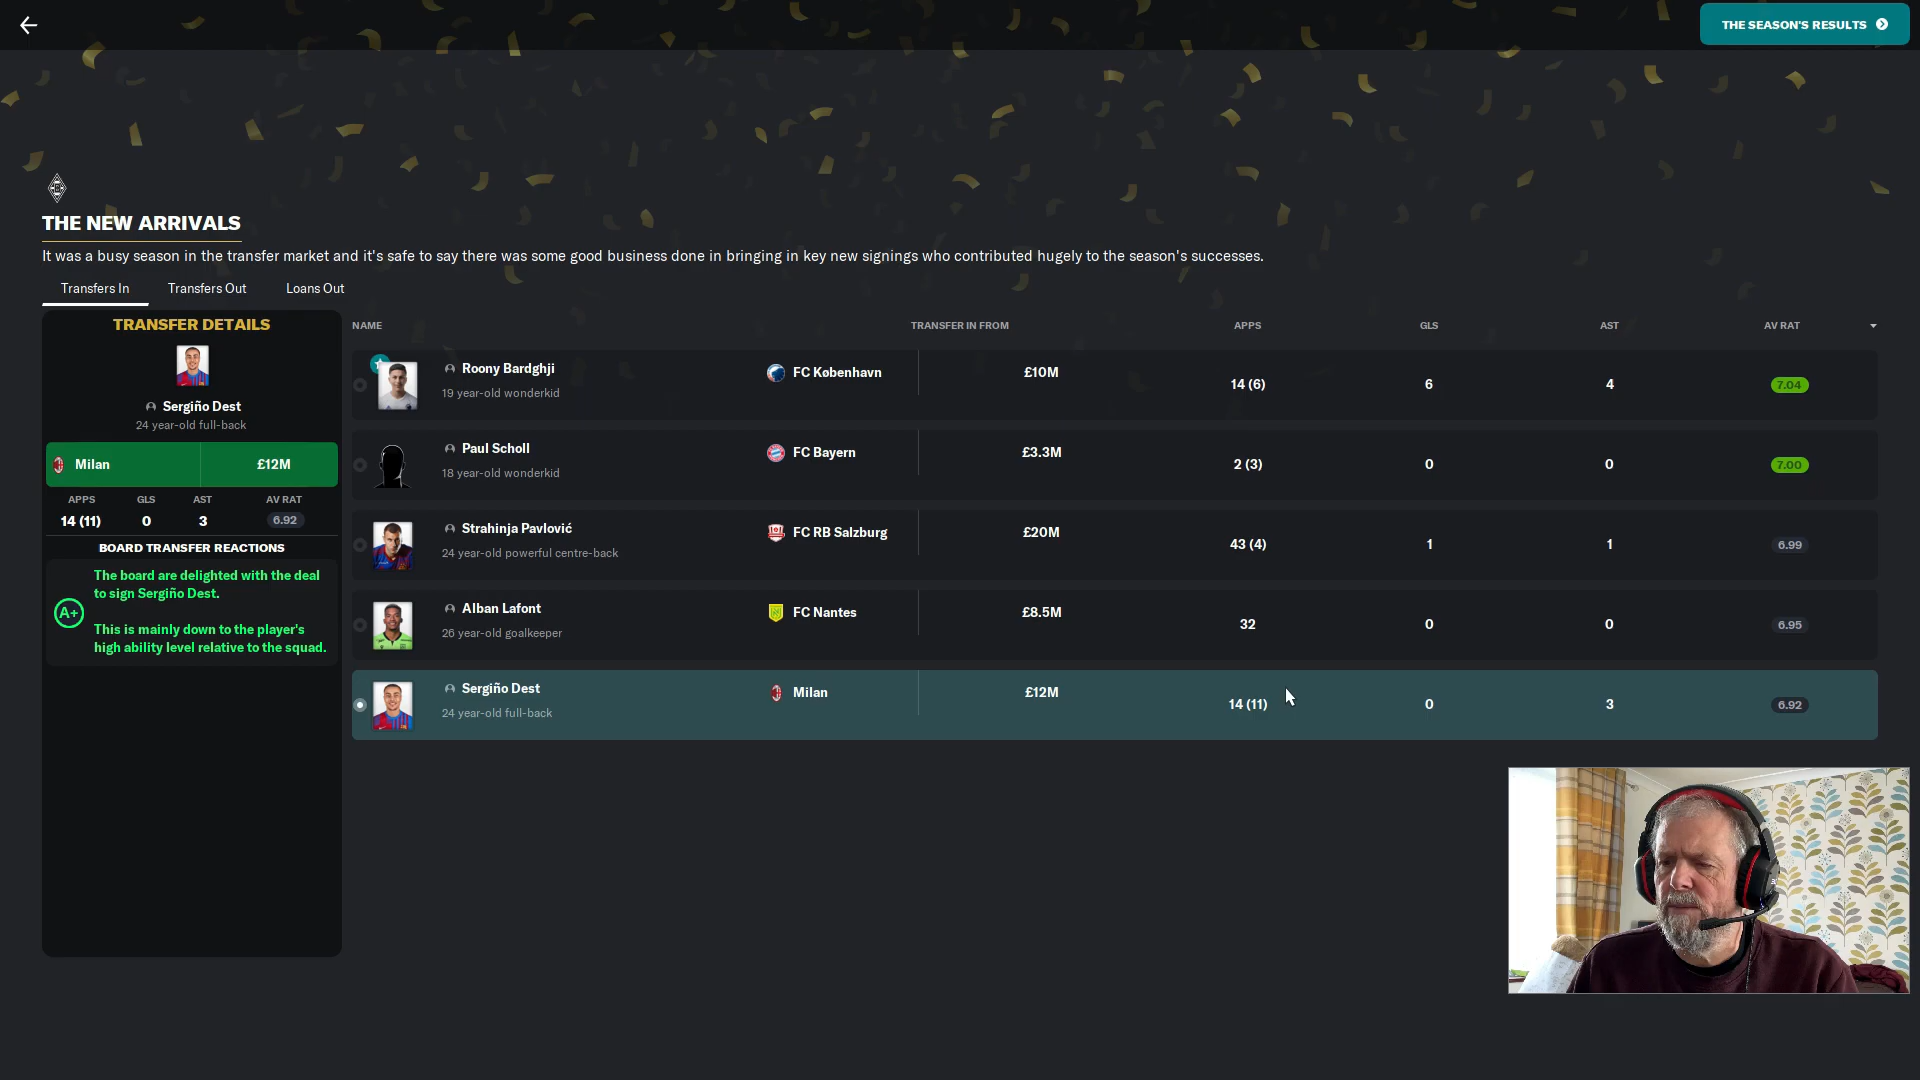 THE SEASON'S RESULTS
THE NEW ARRIVALS
It was a busy season in the transfer market and it's safe to say there was some good business done in bringing in key new signings who contributed hugely to the season's successes.
Transfers In Transfers Out Loans Out
TRANSFER DETAILS
Sergiño Dest
24 year-old full-back
Milan £12M
APPS GLS AST AV RAT
14 (11) 0 3 6.92
BOARD TRANSFER REACTIONS
A+
The board are delighted with the deal
to sign Sergiño Dest.
This is mainly down to the player's
high ability level relative to the squad.
NAME TRANSFER IN FROM APPS GLS AST AV RAT
Roony Bardghji FC København £10M 14 (6) 6 4 7.04
19 year-old wonderkid
Paul Scholl FC Bayern £3.3M 2 (3) 0 0 7.00
18 year-old wonderkid
Strahinja Pavlović FC RB Salzburg £20M 43 (4) 1 1 6.99
24 year-old powerful centre-back
Alban Lafont FC Nantes £8.5M 32 0 0 6.95
26 year-old goalkeeper
Sergiño Dest Milan £12M 14 (11) 0 3 6.92
24 year-old full-back